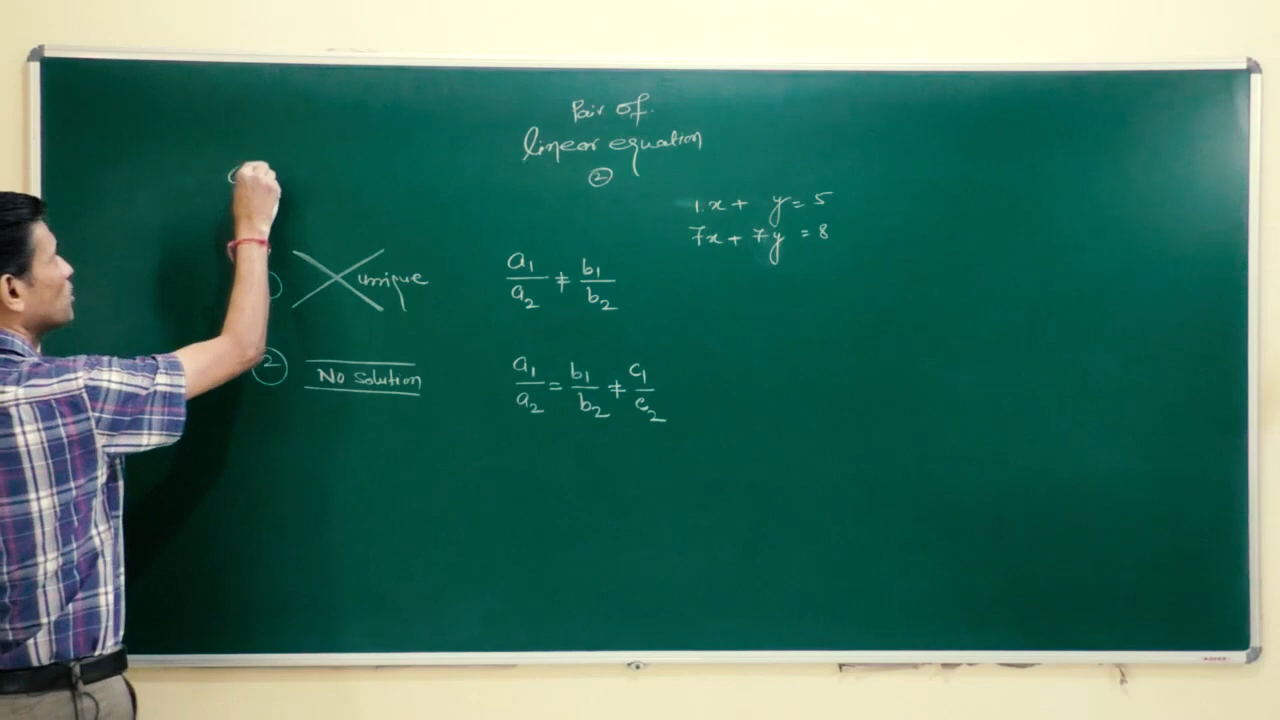 Pair of
linear equation
2
1.x + y = 5
7x + 7y = 8
unique
a1/a2 ≠ b1/b2
2 No solution
a1/a2 = b1/b2 ≠ c1/c2